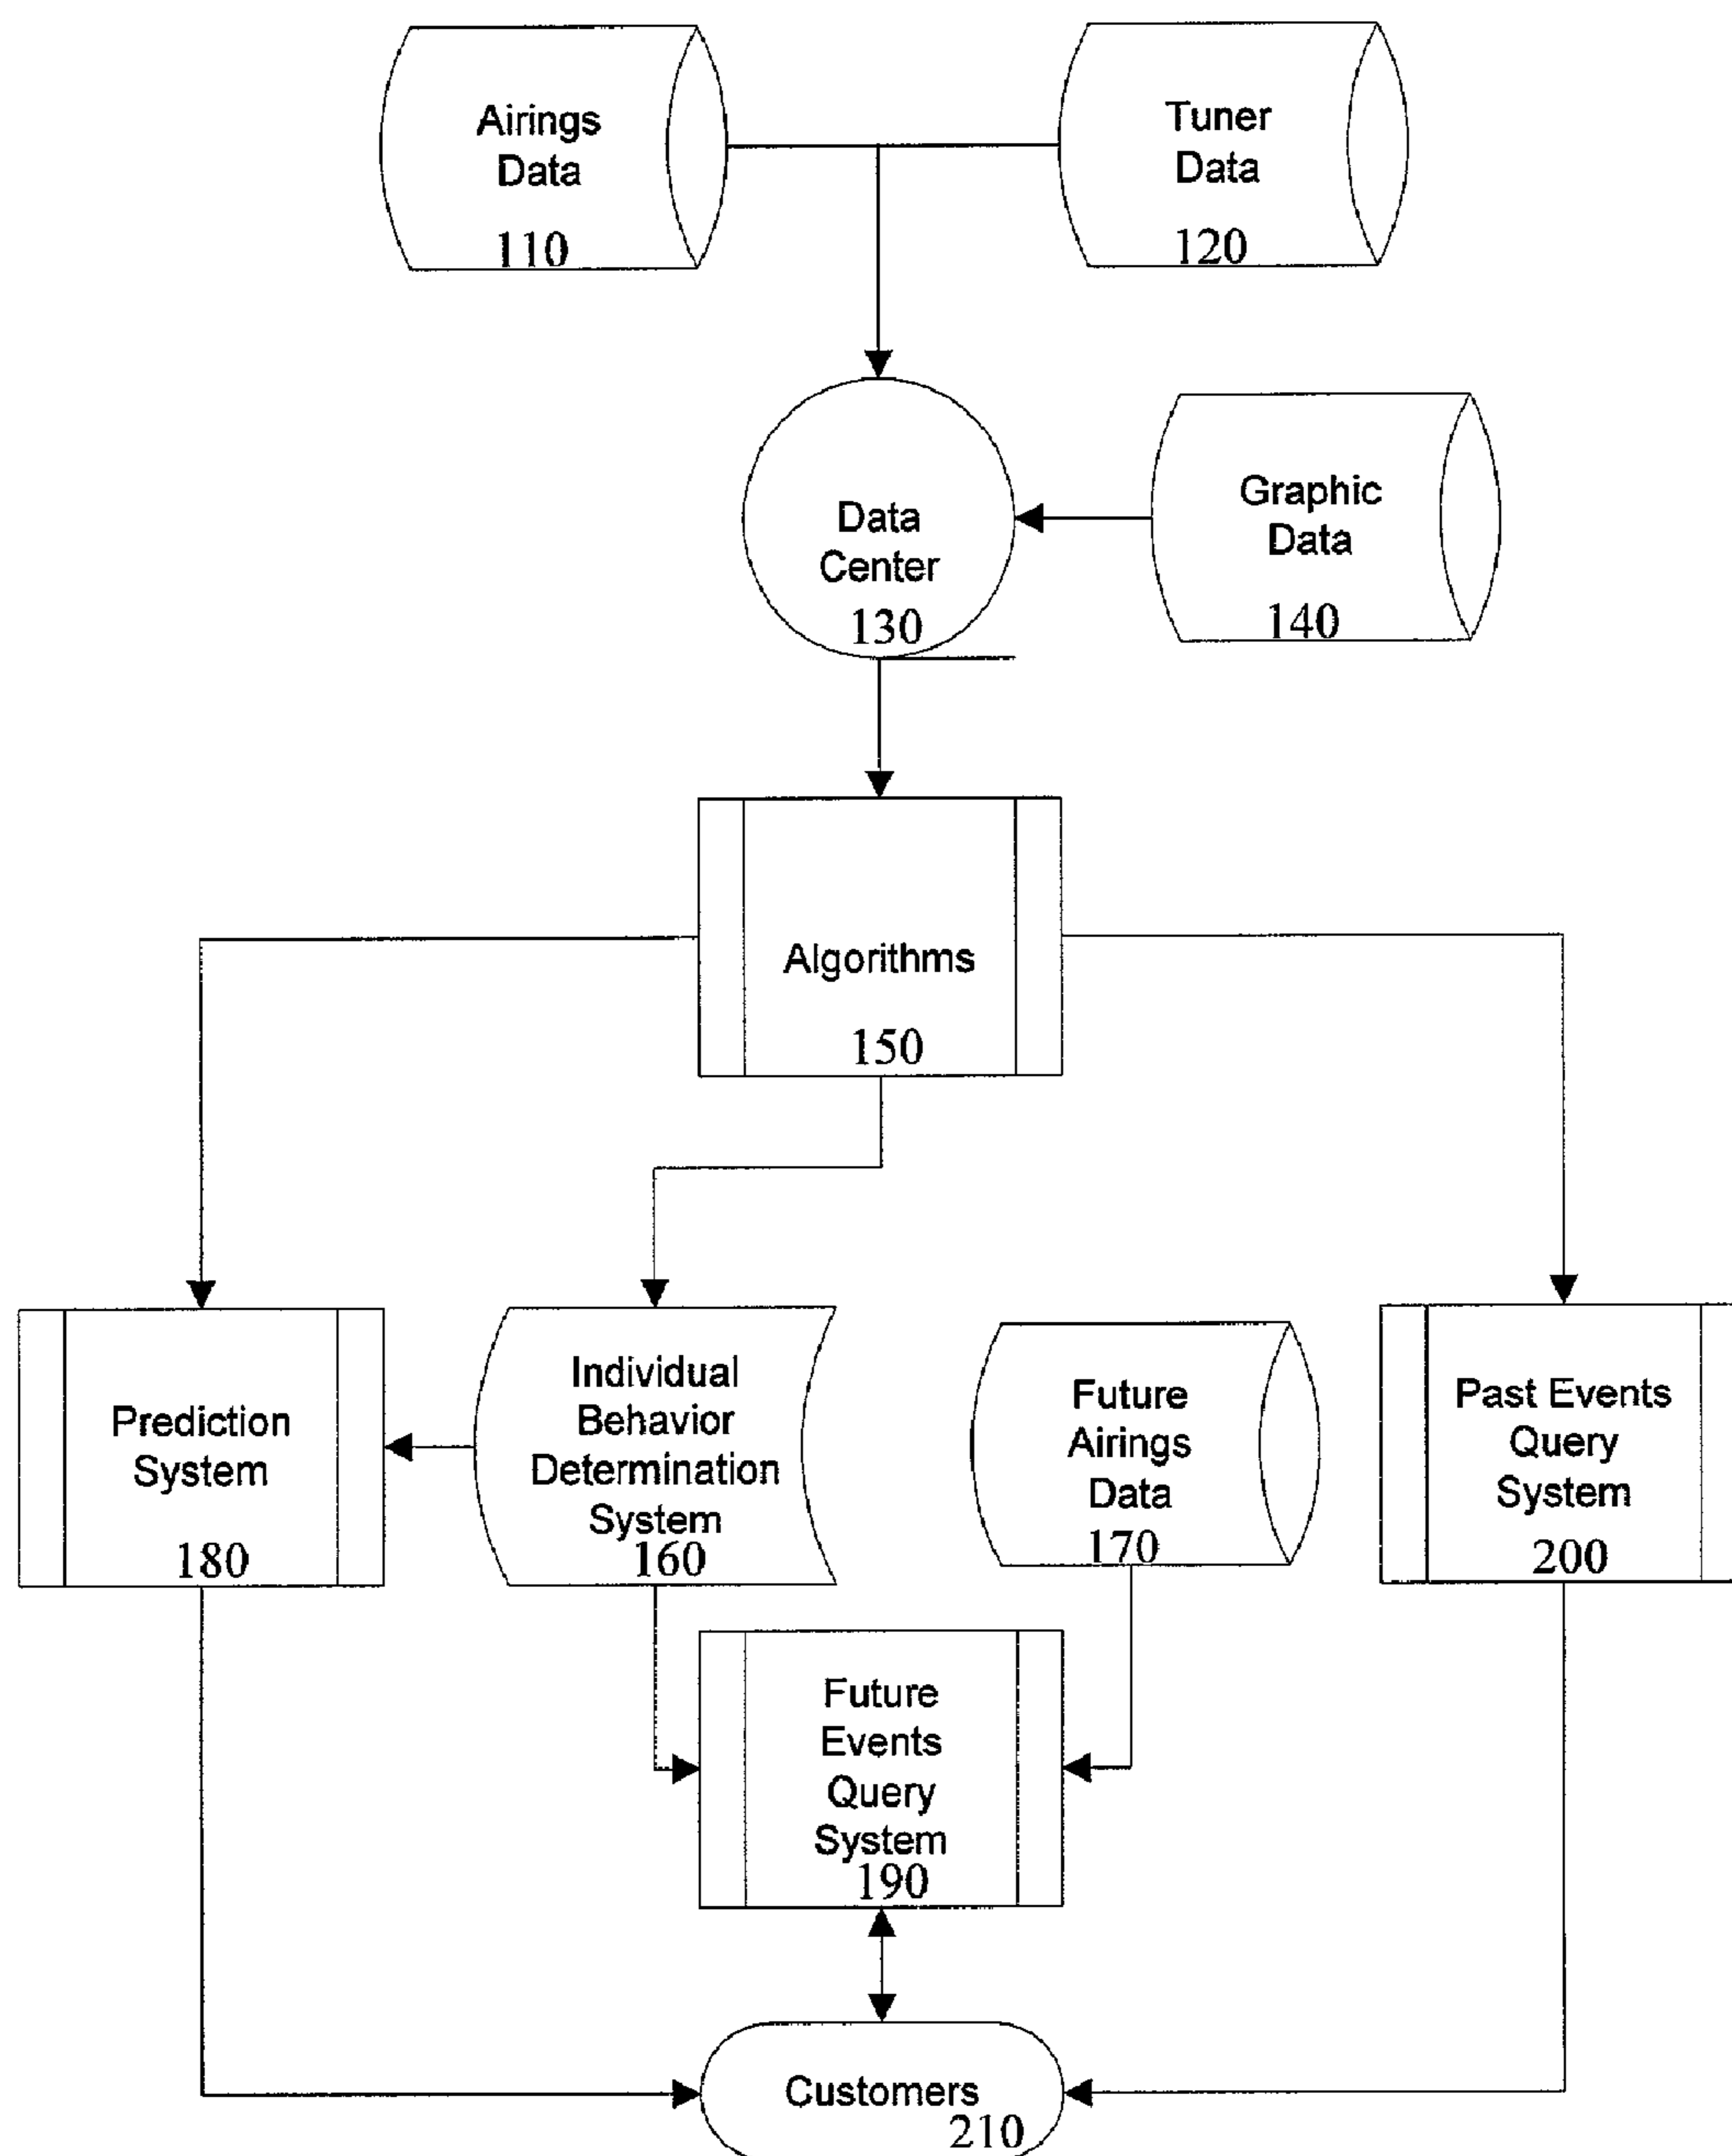 Airings
Data
110
Tuner
Data
120
Data
Center
130
Graphic
Data
140
Algorithms
150
Prediction
System
180
Individual
Behavior
Determination
System
160
Future
Airings
Data
170
Past Events
Query
System
200
Future
Events
Query
System
190
Customers
210